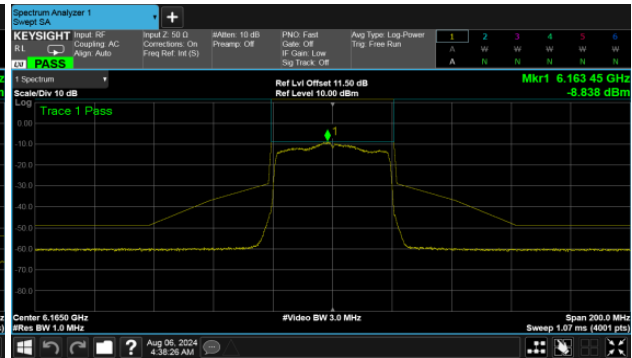 Spectrum Analyzer 1
Swept SA
KEYSIGHT Input: RF Input Z: 50 Ω #Atten: 10 dB PNO: Fast Avg Type: Log-Power 1 2 3 4 5 6
RL Coupling: AC Corrections: On Preamp: Off Gate: Off Trig: Free Run A W W W W W
Align: Auto Freq Ref: Int (S) IF Gain: Low
Sig Track: Off A N N N N N
LXI PASS
1 Spectrum Ref Lvl Offset 11.50 dB Mkr1 6.163 45 GHz
Scale/Div 10 dB Ref Level 10.00 dBm -8.838 dBm
Log
Trace 1 Pass
0.00
1
-10.0
-20.0
-30.0
-40.0
-50.0
-60.0
-70.0
-80.0
Center 6.1650 GHz #Video BW 3.0 MHz Span 200.0 MHz
#Res BW 1.0 MHz Sweep 1.07 ms (4001 pts)
Aug 06, 2024
4:38:26 AM